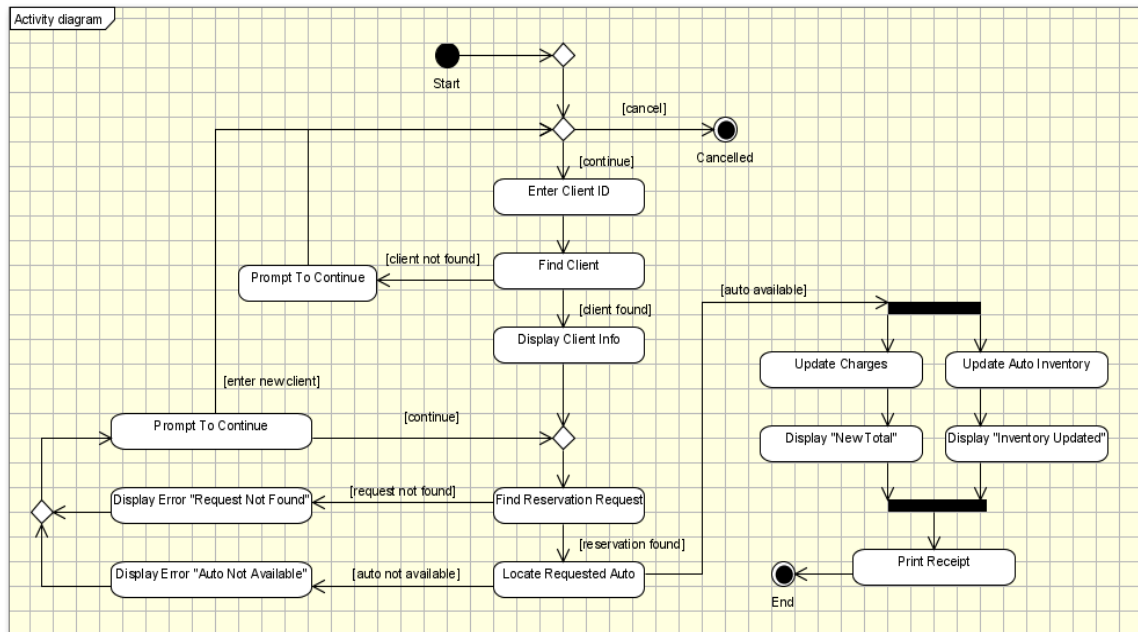 Activity diagram
Start
[cancel]
Cancelled
[continue]
Enter Client ID
[client not found]
Find Client
Prompt To Continue
[auto available]
[client found]
Display Client Info
Update Charges
Update Auto Inventory
[enter new client]
[continue]
Prompt To Continue
Display "New Total"
Display "Inventory Updated"
[request not found]
Display Error "Request Not Found"
Find Reservation Request
[reservation found]
Print Receipt
Display Error "Auto Not Available"
[auto not available]
Locate Requested Auto
End